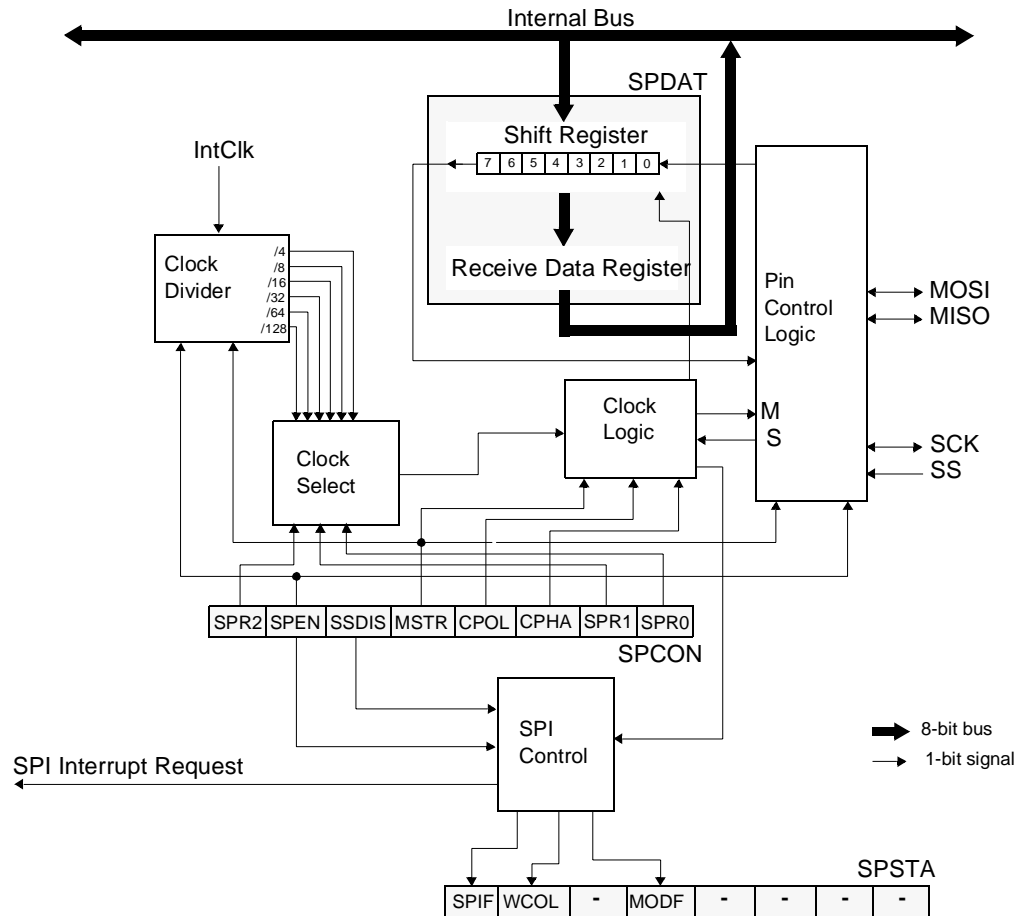 Internal Bus
SPDAT
Shift Register
7 6 5 4 3 2 1 0
IntClk
Clock
Divider
/4
/8
/16
/32
/64
/128
Receive Data Register
Pin
Control
Logic
MOSI
MISO
Clock
Logic
M
S
SCK
SS
Clock
Select
SPR2 SPEN SSDIS MSTR CPOL CPHA SPR1 SPR0
SPCON
SPI
Control
8-bit bus
1-bit signal
SPI Interrupt Request
SPSTA
SPIF WCOL - MODF - - - -